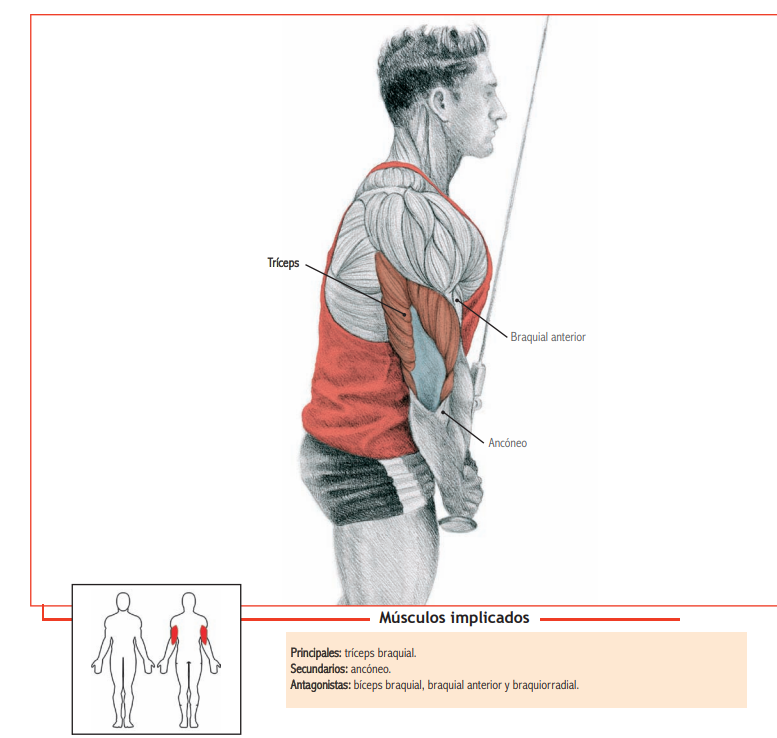 Tríceps
Braquial anterior
Ancóneo
Músculos implicados
Principales: tríceps braquial.
Secundarios: ancóneo.
Antagonistas: bíceps braquial, braquial anterior y braquiorradial.